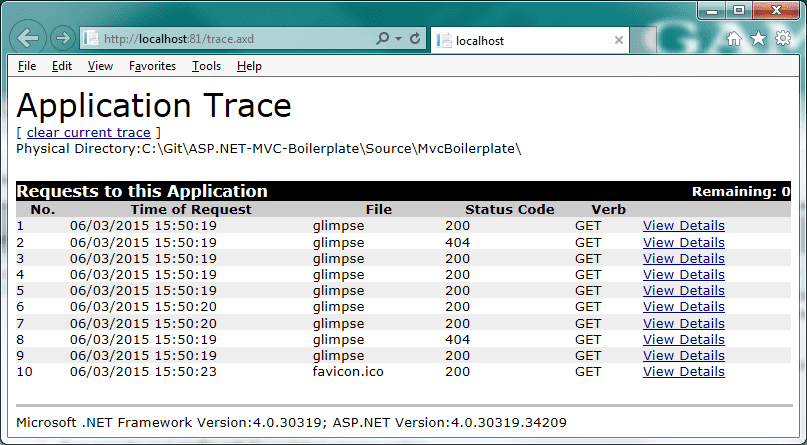 http://localhost:81/trace.axd
localhost
File Edit View Favorites Tools Help
Application Trace
[ clear current trace ]
Physical Directory:C:\Git\ASP.NET-MVC-Boilerplate\Source\MvcBoilerplate\
Requests to this Application Remaining: 0
No. Time of Request File Status Code Verb
1 06/03/2015 15:50:19 glimpse 200 GET View Details
2 06/03/2015 15:50:19 glimpse 404 GET View Details
3 06/03/2015 15:50:19 glimpse 200 GET View Details
4 06/03/2015 15:50:19 glimpse 200 GET View Details
5 06/03/2015 15:50:19 glimpse 200 GET View Details
6 06/03/2015 15:50:20 glimpse 200 GET View Details
7 06/03/2015 15:50:20 glimpse 200 GET View Details
8 06/03/2015 15:50:19 glimpse 404 GET View Details
9 06/03/2015 15:50:19 glimpse 200 GET View Details
10 06/03/2015 15:50:23 favicon.ico 200 GET View Details
Microsoft .NET Framework Version:4.0.30319; ASP.NET Version:4.0.30319.34209